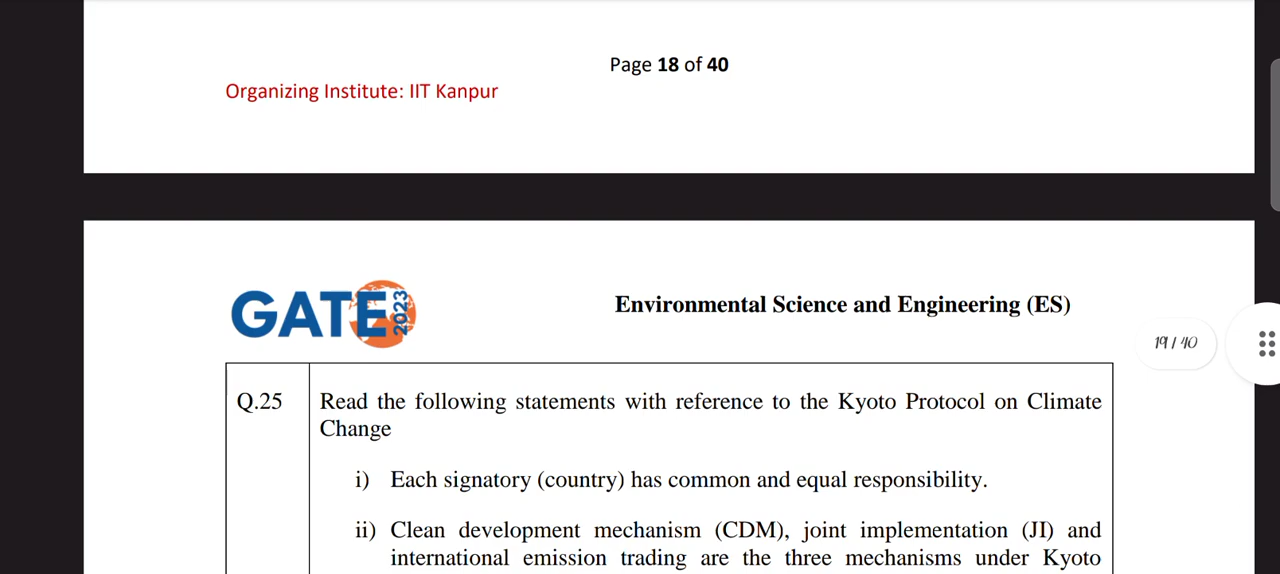 Page 18 of 40
Organizing Institute: IIT Kanpur
GATE 2023
Environmental Science and Engineering (ES)
19 / 40
Q.25 Read the following statements with reference to the Kyoto Protocol on Climate
Change
i) Each signatory (country) has common and equal responsibility.
ii) Clean development mechanism (CDM), joint implementation (JI) and
international emission trading are the three mechanisms under Kyoto